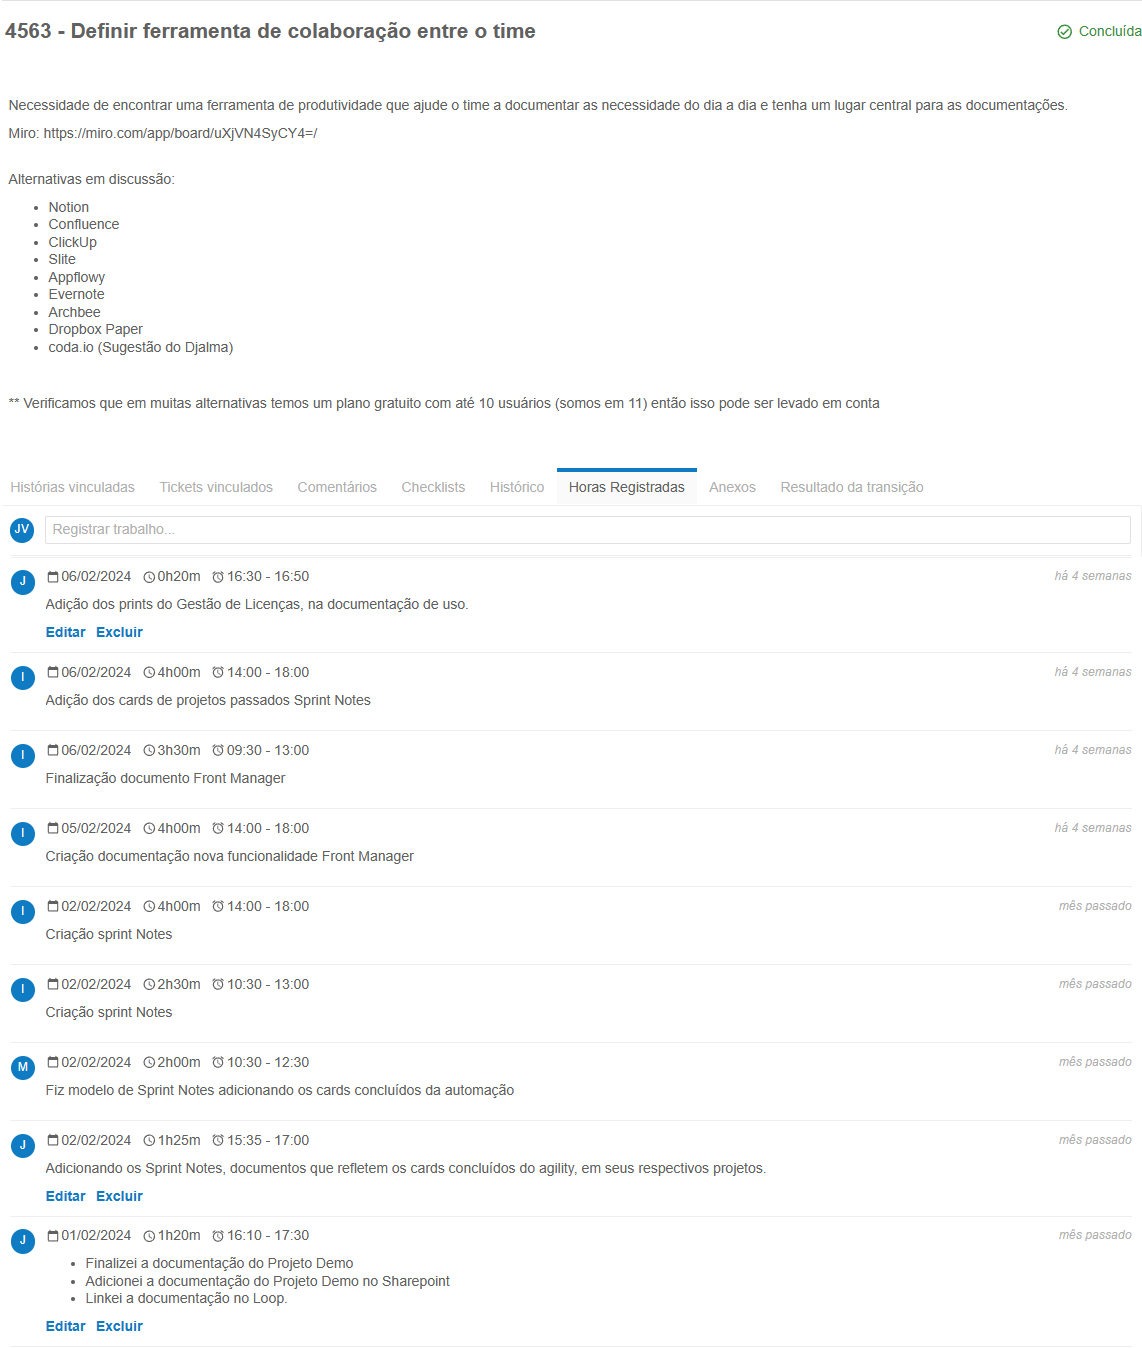 4563 - Definir ferramenta de colaboração entre o time
Concluída
Necessidade de encontrar uma ferramenta de produtividade que ajude o time a documentar as necessidade do dia a dia e tenha um lugar central para as documentações.
Miro: https://miro.com/app/board/uXjVN4SyCY4=/
Alternativas em discussão:
• Notion
• Confluence
• ClickUp
• Slite
• Appflowy
• Evernote
• Archbee
• Dropbox Paper
• coda.io (Sugestão do Djalma)
** Verificamos que em muitas alternativas temos um plano gratuito com até 10 usuários (somos em 11) então isso pode ser levado em conta
Histórias vinculadas Tickets vinculados Comentários Checklists Histórico Horas Registradas Anexos Resultado da transição
JV Registrar trabalho...
J 06/02/2024 0h20m 16:30 - 16:50 há 4 semanas
Adição dos prints do Gestão de Licenças, na documentação de uso.
Editar Excluir
I 06/02/2024 4h00m 14:00 - 18:00 há 4 semanas
Adição dos cards de projetos passados Sprint Notes
I 06/02/2024 3h30m 09:30 - 13:00 há 4 semanas
Finalização documento Front Manager
I 05/02/2024 4h00m 14:00 - 18:00 há 4 semanas
Criação documentação nova funcionalidade Front Manager
I 02/02/2024 4h00m 14:00 - 18:00 mês passado
Criação sprint Notes
I 02/02/2024 2h30m 10:30 - 13:00 mês passado
Criação sprint Notes
M 02/02/2024 2h00m 10:30 - 12:30 mês passado
Fiz modelo de Sprint Notes adicionando os cards concluídos da automação
J 02/02/2024 1h25m 15:35 - 17:00 mês passado
Adicionando os Sprint Notes, documentos que refletem os cards concluídos do agility, em seus respectivos projetos.
Editar Excluir
J 01/02/2024 1h20m 16:10 - 17:30 mês passado
• Finalizei a documentação do Projeto Demo
• Adicionei a documentação do Projeto Demo no Sharepoint
• Linkei a documentação no Loop.
Editar Excluir